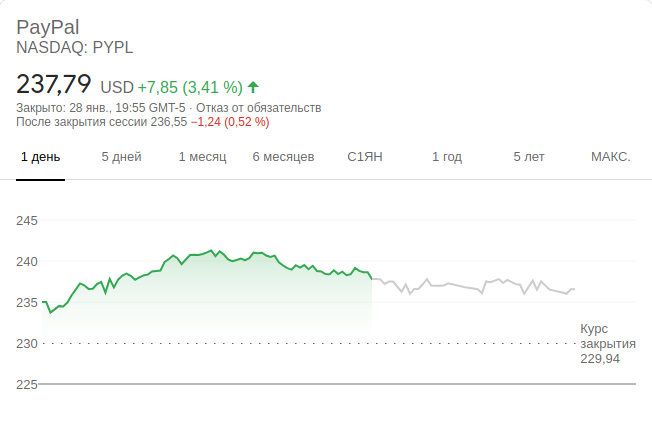 PayPal
NASDAQ: PYPL
237,79 USD +7,85 (3,41 %)
Закрыто: 28 янв., 19:55 GMT-5 · Отказ от обязательств
После закрытия сессии 236,55 −1,24 (0,52 %)
1 день 5 дней 1 месяц 6 месяцев С1ЯН 1 год 5 лет МАКС.
245
240
235
230
225
Курс
закрытия
229,94